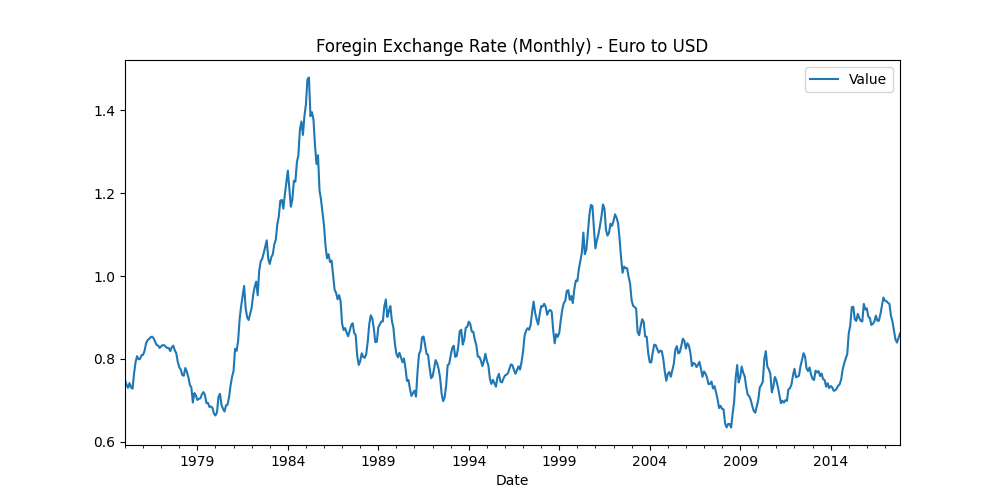 Foregin Exchange Rate (Monthly) - Euro to USD
Value
1.4
1.2
1.0
0.8
0.6
1979 1984 1989 1994 1999 2004 2009 2014
Date